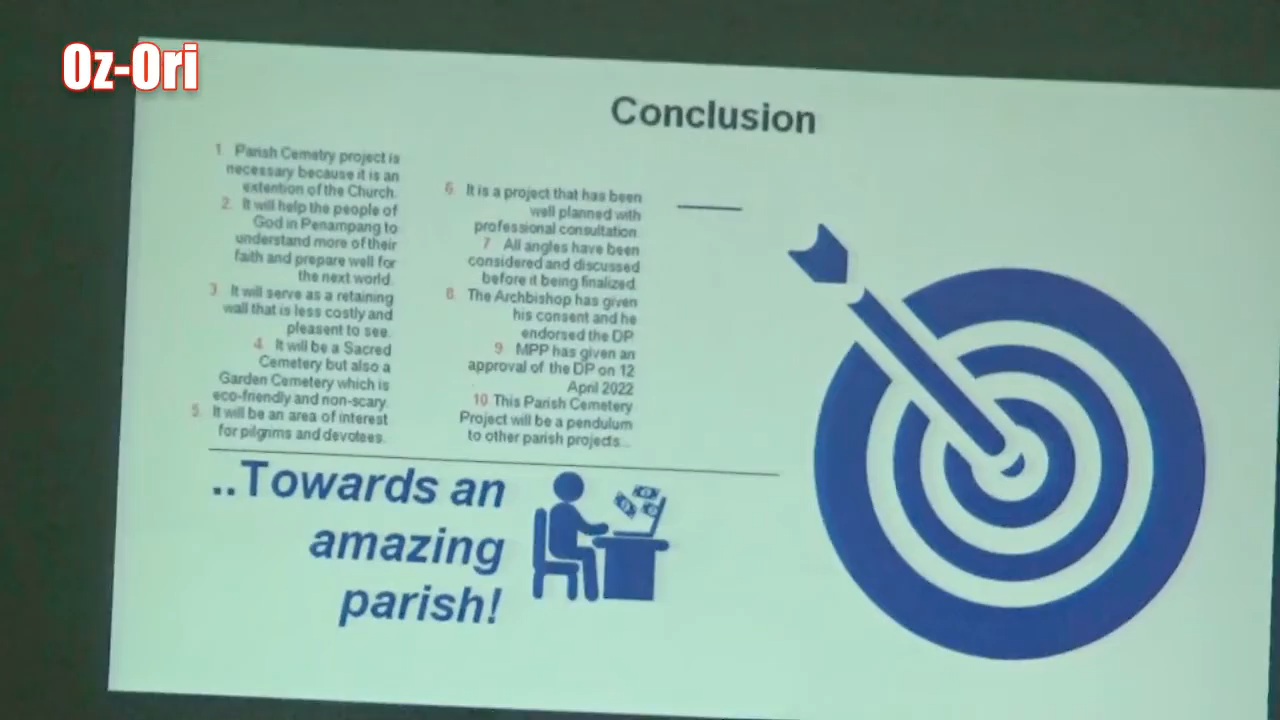 Oz-Ori
Conclusion
1. Parish Cemetry project is
necessary because it is an
extention of the Church.
2. It will help the people of
God in Penampang to
understand more of their
faith and prepare well for
the next world.
3. It will serve as a retaining
wall that is less costly and
pleasent to see.
4. It will be a Sacred
Cemetery but also a
Garden Cemetery which is
eco-friendly and non-scary.
5. It will be an area of interest
for pilgrims and devotees.
6. It is a project that has been
well planned with
professional consultation.
7 All angles have been
considered and discussed
before it being finalized.
8. The Archbishop has given
his consent and he
endorsed the DP
9 MPP has given an
approval of the DP on 12
April 2022
10 This Parish Cemetery
Project will be a pendulum
to other parish projects...
..Towards an
amazing
parish!